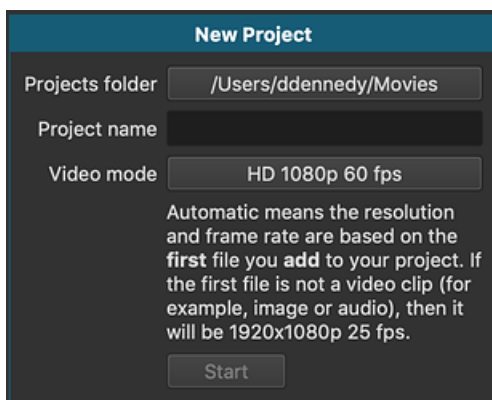 New Project
Projects folder /Users/ddennedy/Movies
Project name
Video mode HD 1080p 60 fps
Automatic means the resolution
and frame rate are based on the
first file you add to your project. If
the first file is not a video clip (for
example, image or audio), then it
will be 1920x1080p 25 fps.
Start